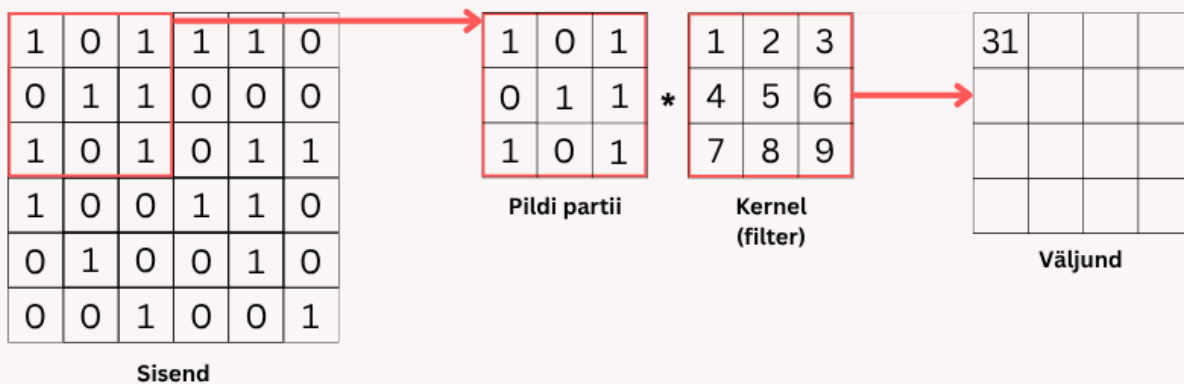 1 0 1 1 1 0
0 1 1 0 0 0
1 0 1 0 1 1
1 0 0 1 1 0
0 1 0 0 1 0
0 0 1 0 0 1
Sisend
1 0 1
0 1 1
1 0 1
Pildi partii
*
1 2 3
4 5 6
7 8 9
Kernel
(filter)
31
Väljund